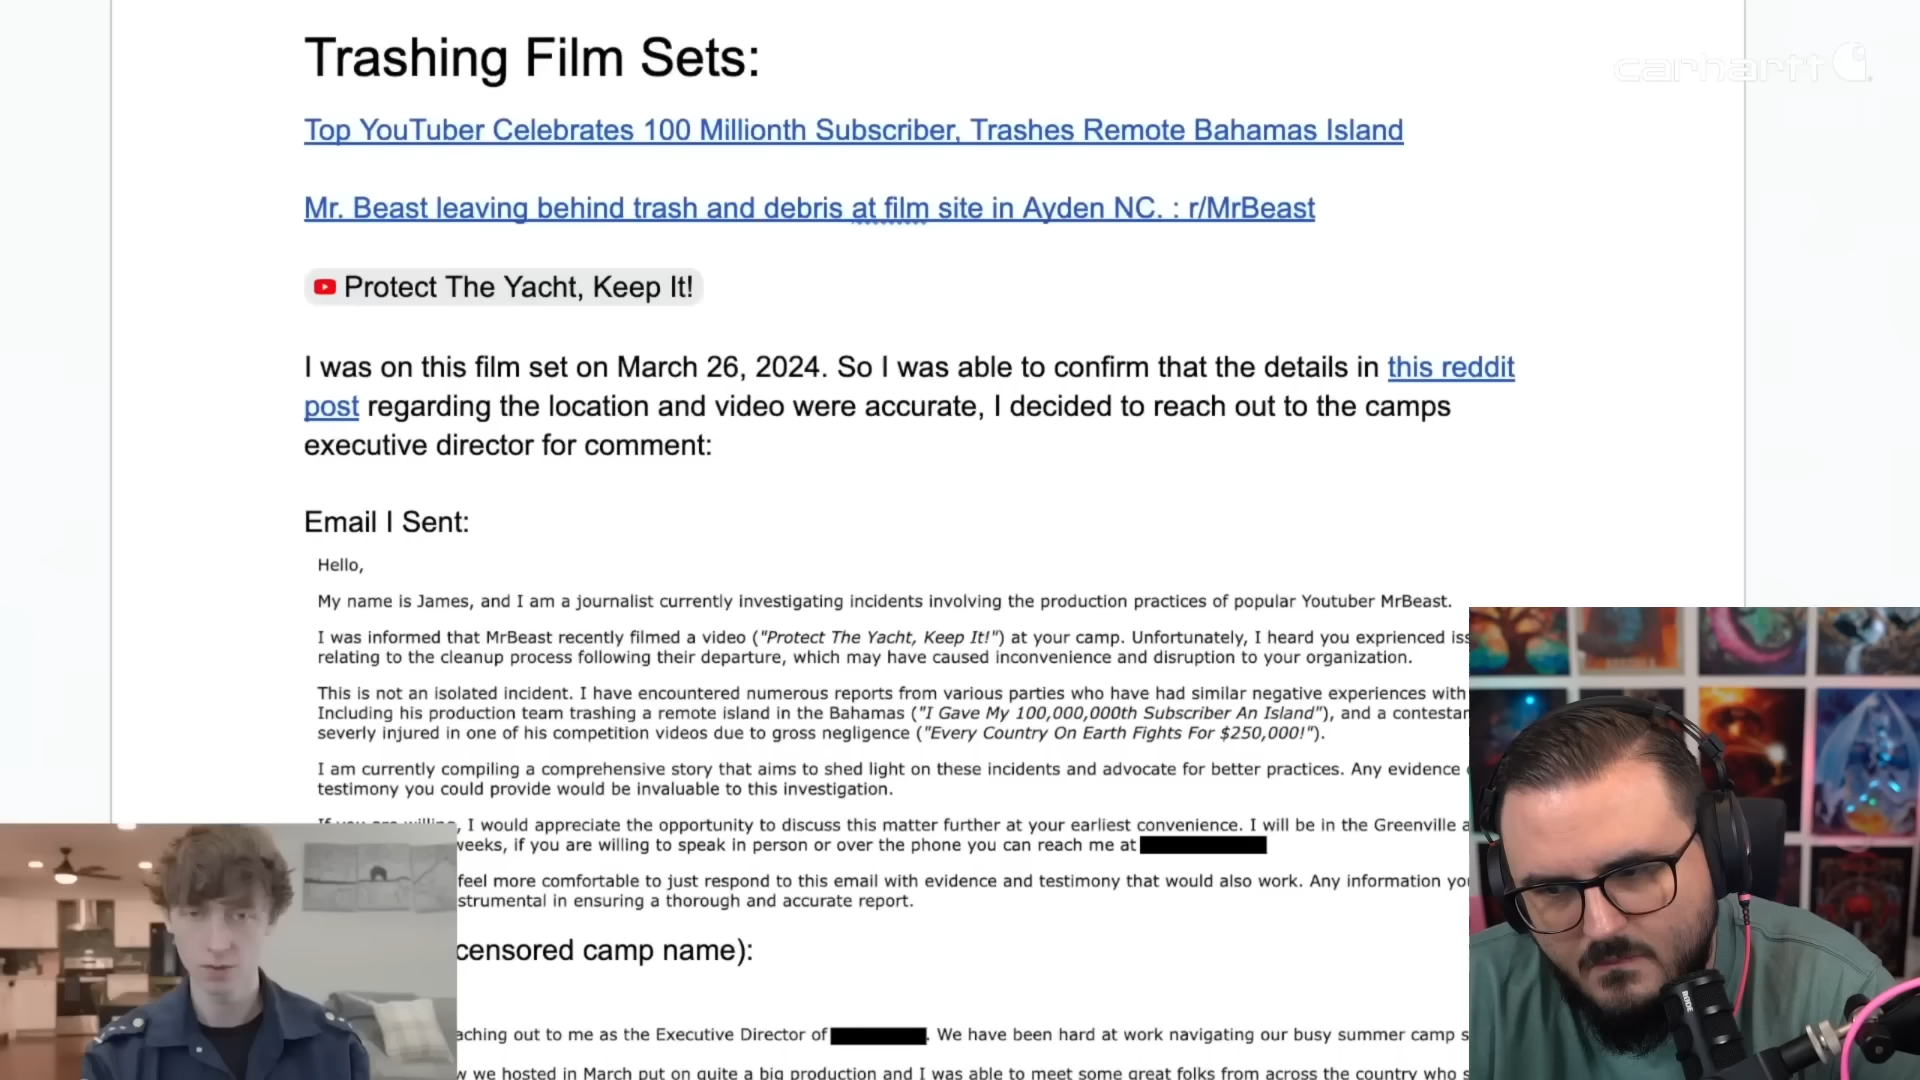 Trashing Film Sets:
carhartt
Top YouTuber Celebrates 100 Millionth Subscriber, Trashes Remote Bahamas Island
Mr. Beast leaving behind trash and debris at film site in Ayden NC. : r/MrBeast
Protect The Yacht, Keep It!
I was on this film set on March 26, 2024. So I was able to confirm that the details in this reddit
post regarding the location and video were accurate, I decided to reach out to the camps
executive director for comment:
Email I Sent:
Hello,
My name is James, and I am a journalist currently investigating incidents involving the production practices of popular Youtuber MrBeast.
I was informed that MrBeast recently filmed a video ("Protect The Yacht, Keep It!") at your camp. Unfortunately, I heard you exprienced iss
relating to the cleanup process following their departure, which may have caused inconvenience and disruption to your organization.
This is not an isolated incident. I have encountered numerous reports from various parties who have had similar negative experiences with
Including his production team trashing a remote island in the Bahamas ("I Gave My 100,000,000th Subscriber An Island"), and a contestan
severly injured in one of his competition videos due to gross negligence ("Every Country On Earth Fights For $250,000!").
I am currently compiling a comprehensive story that aims to shed light on these incidents and advocate for better practices. Any evidence
testimony you could provide would be invaluable to this investigation.
, I would appreciate the opportunity to discuss this matter further at your earliest convenience. I will be in the Greenville a
weeks, if you are willing to speak in person or over the phone you can reach me at
feel more comfortable to just respond to this email with evidence and testimony that would also work. Any information yo
strumental in ensuring a thorough and accurate report.
censored camp name):
aching out to me as the Executive Director of . We have been hard at work navigating our busy summer camp s
w we hosted in March put on quite a big production and I was able to meet some great folks from across the country who s
RODE